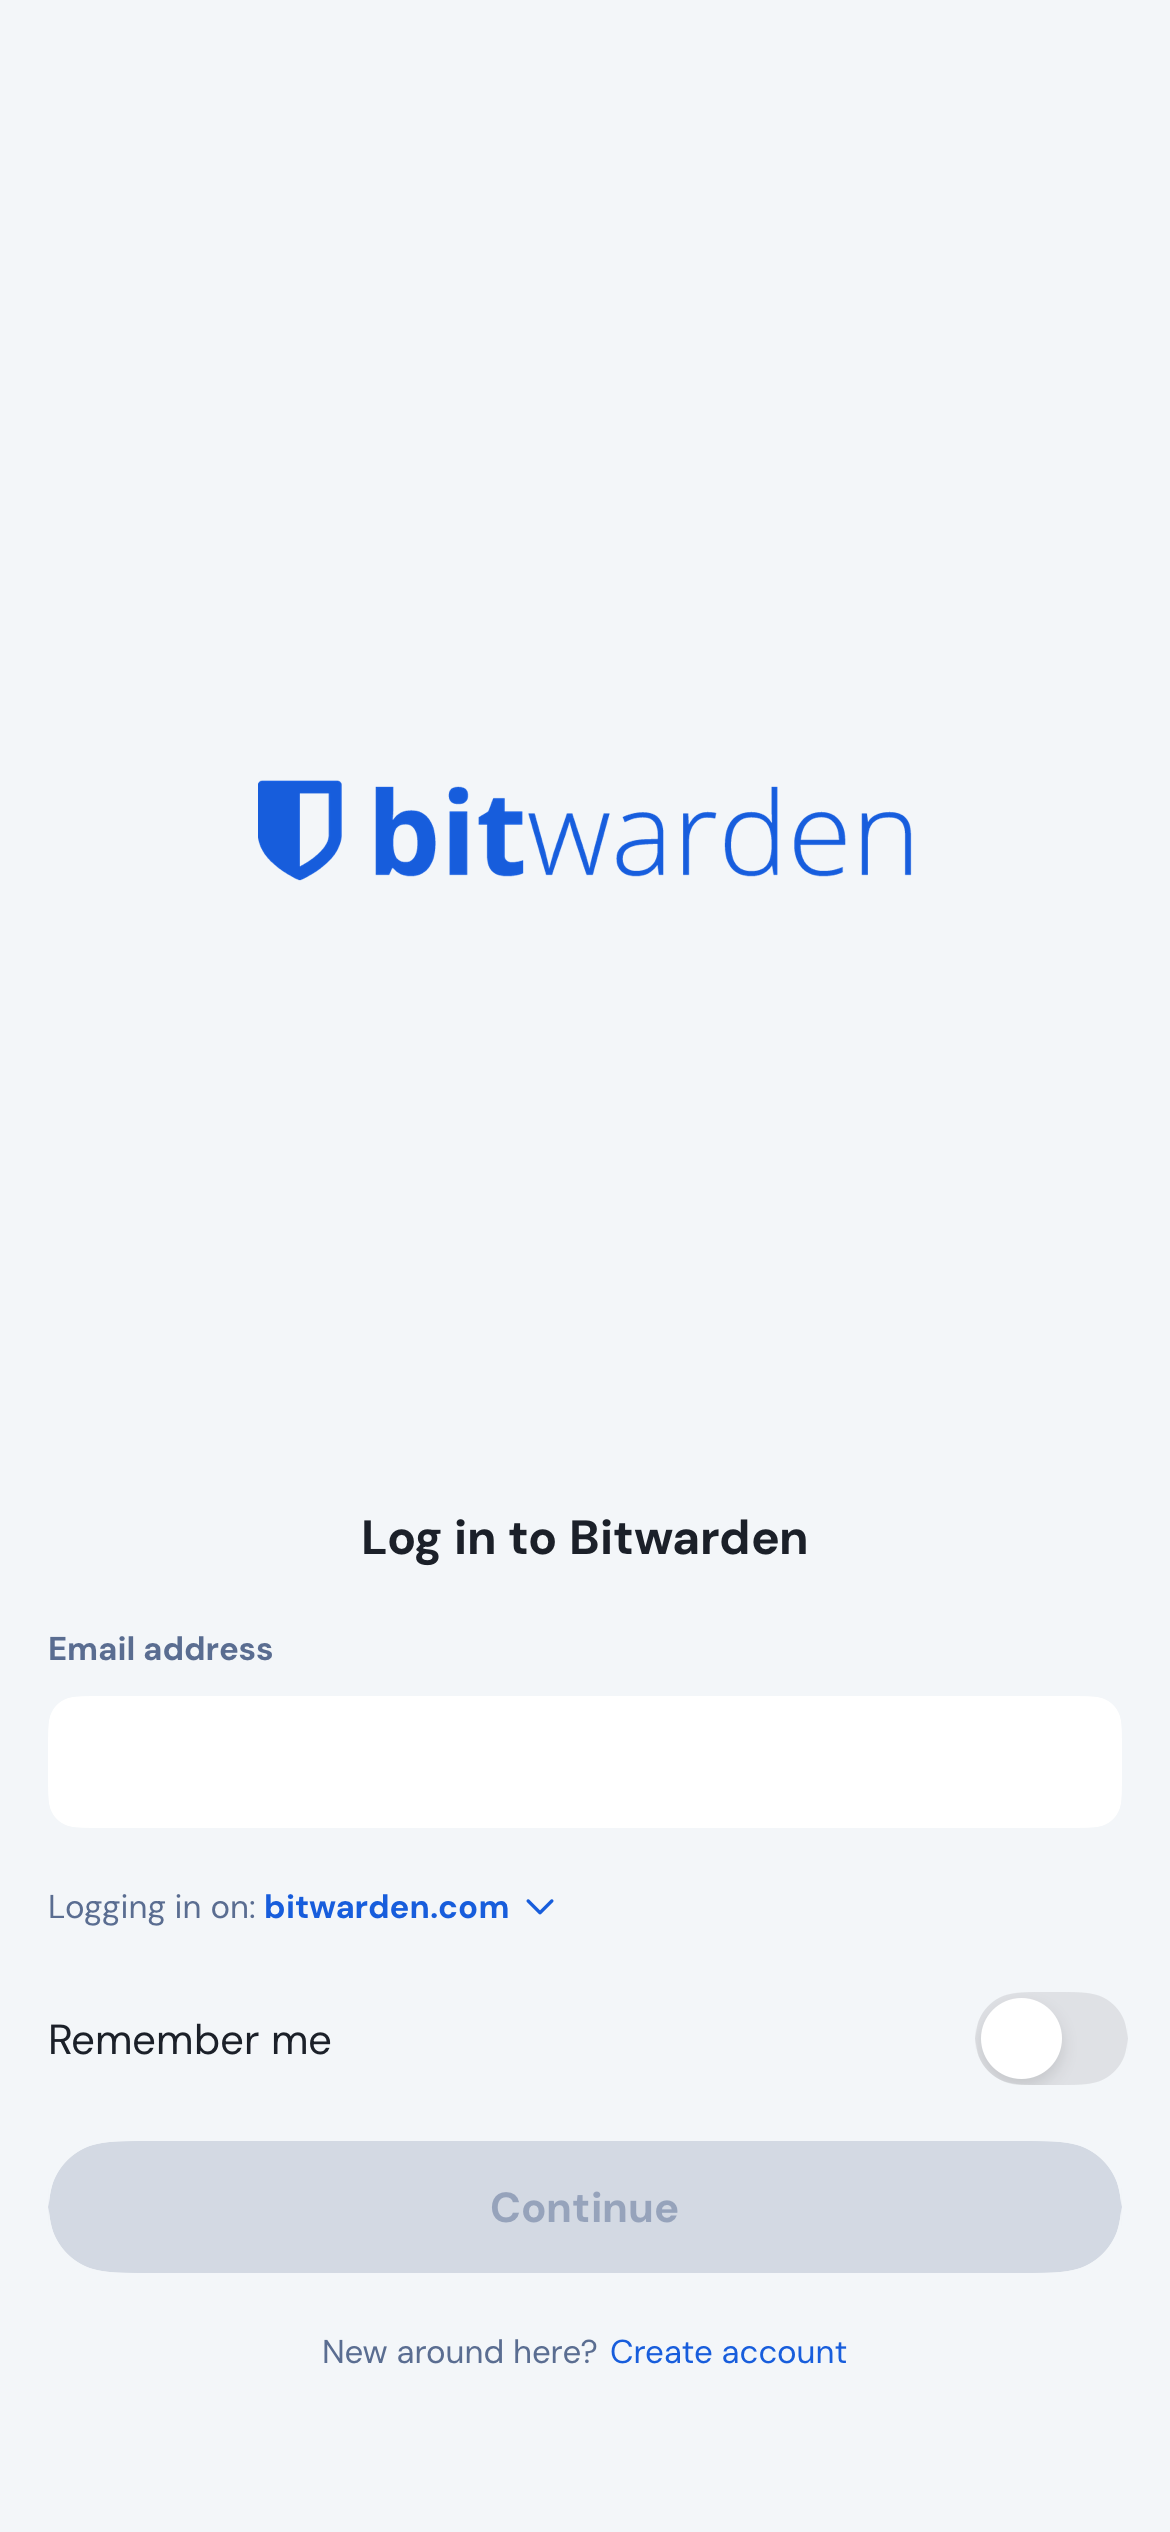 bitwarden
Log in to Bitwarden
Email address
Logging in on: bitwarden.com
Remember me
Continue
New around here? Create account